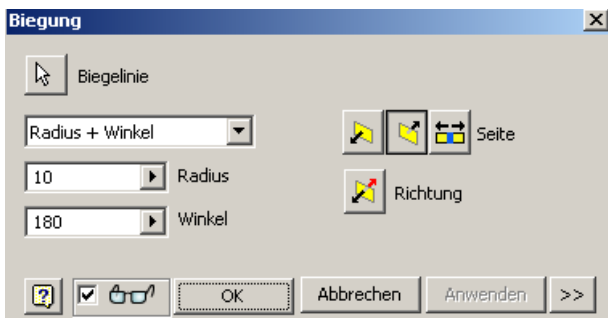 Biegung
Biegelinie
Radius + Winkel
Seite
10
Radius
Richtung
180
Winkel
OK
Abbrechen
Anwenden
>>